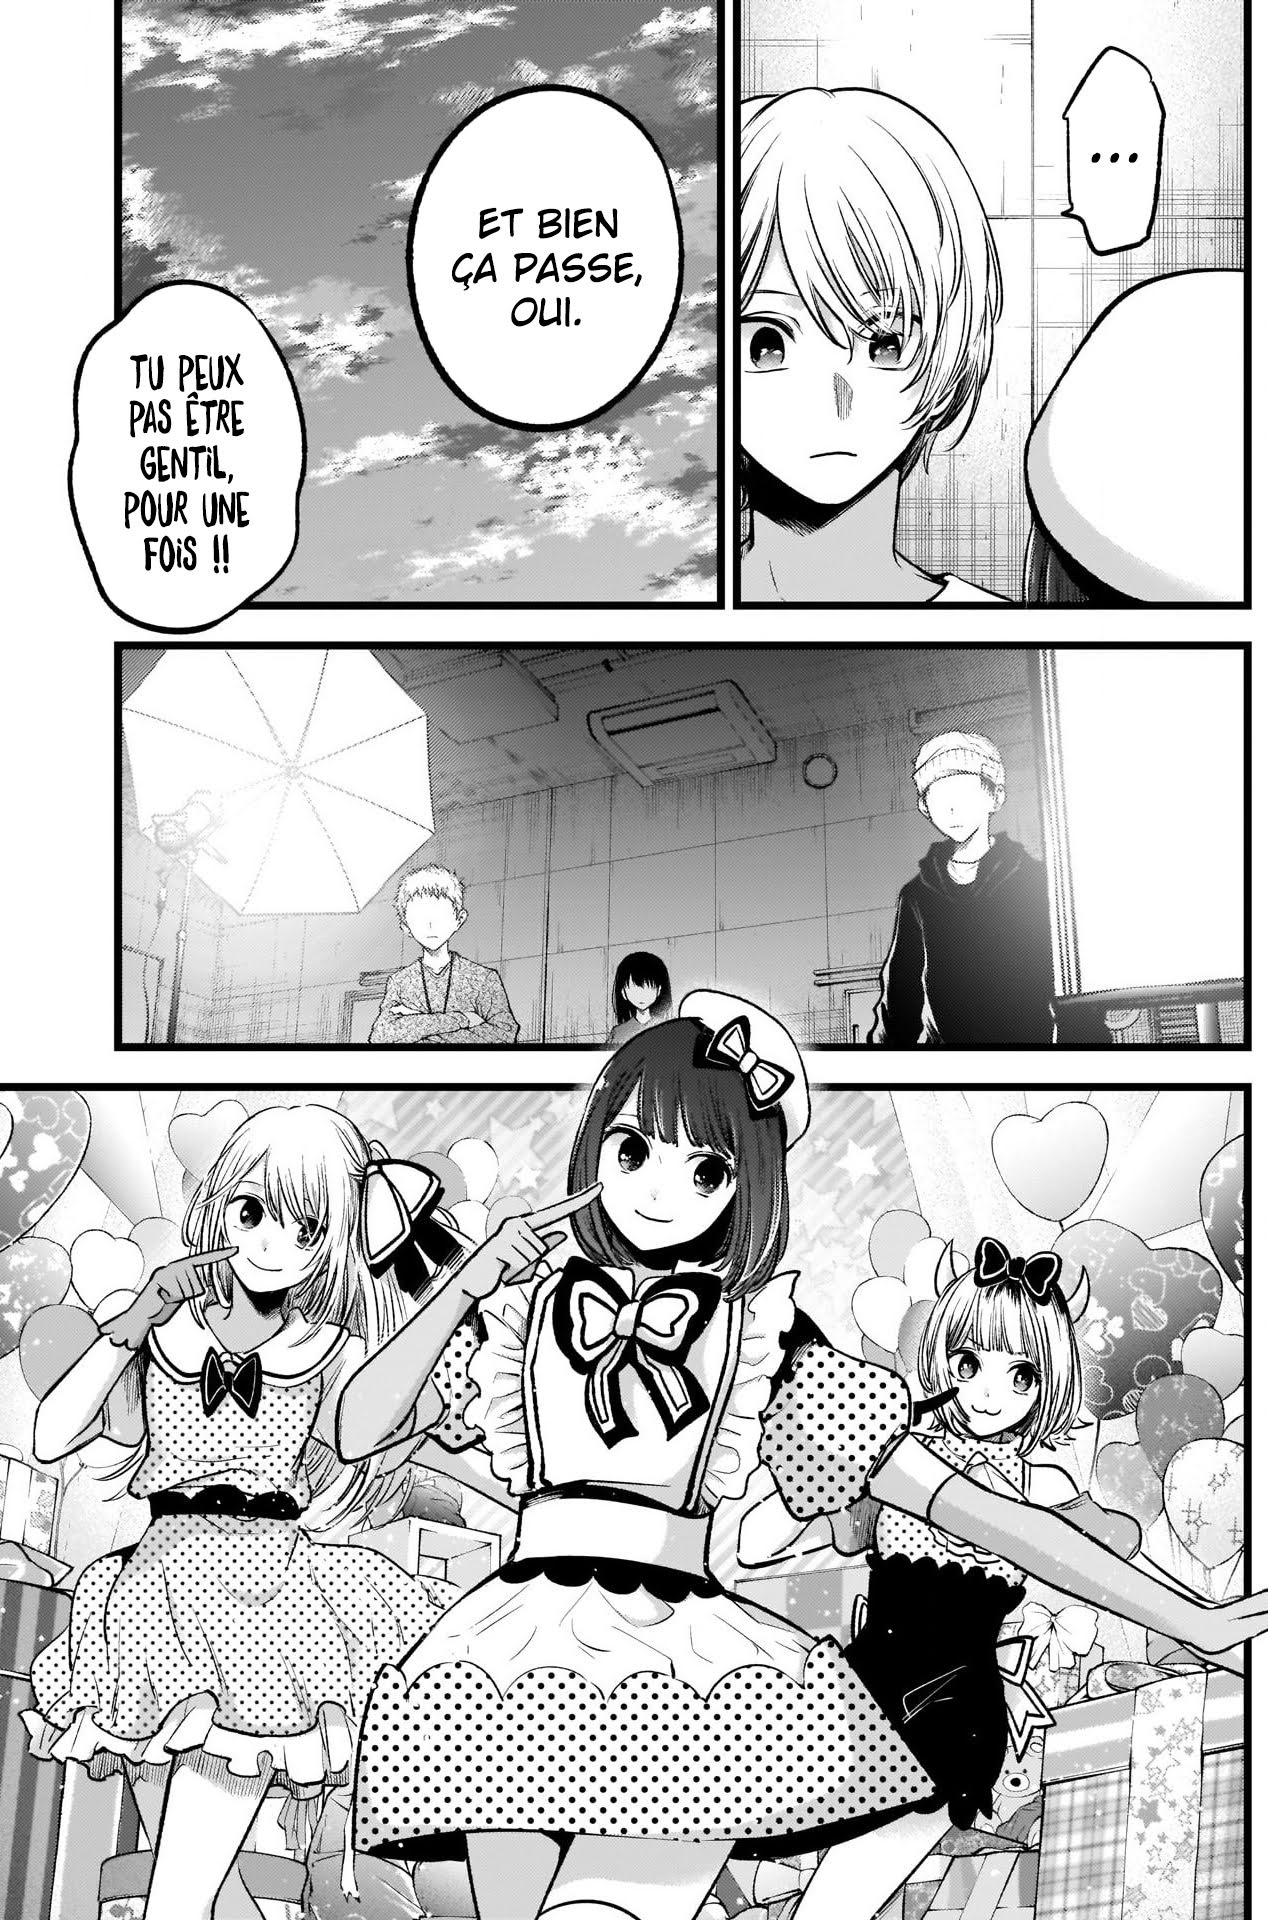 ...
ET BIEN
ÇA PASSE,
OUI.
TU PEUX
PAS ÊTRE
GENTIL,
POUR UNE
FOIS !!